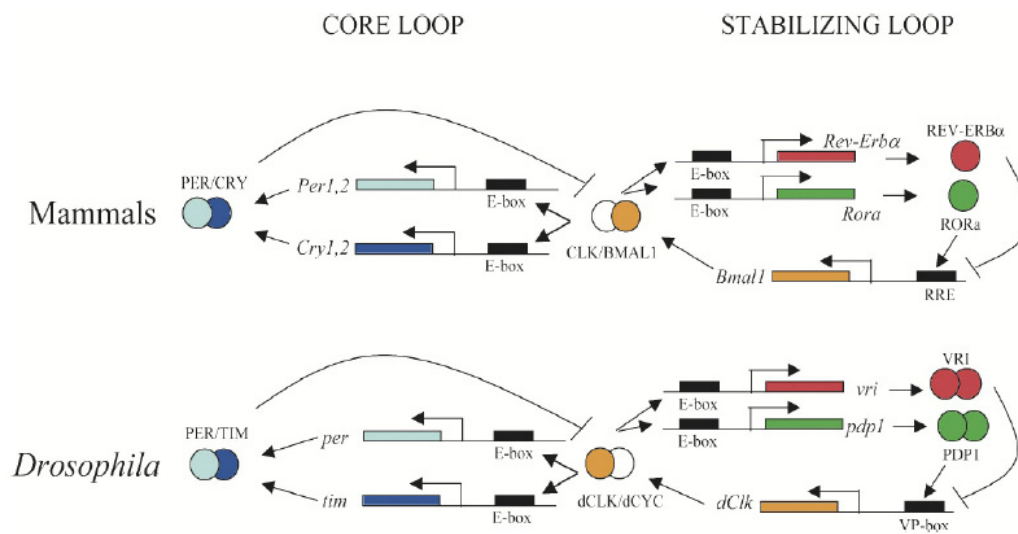 CORE LOOP
STABILIZING LOOP
Mammals
PER/CRY
Per1,2
E-box
Cry1,2
E-box
CLK/BMAL1
E-box
Rev-Erbα
REV-ERBα
E-box
Rora
RORa
Bmal1
RRE
Drosophila
PER/TIM
per
E-box
tim
E-box
dCLK/dCYC
E-box
vri
VRI
E-box
pdp1
PDP1
dClk
VP-box